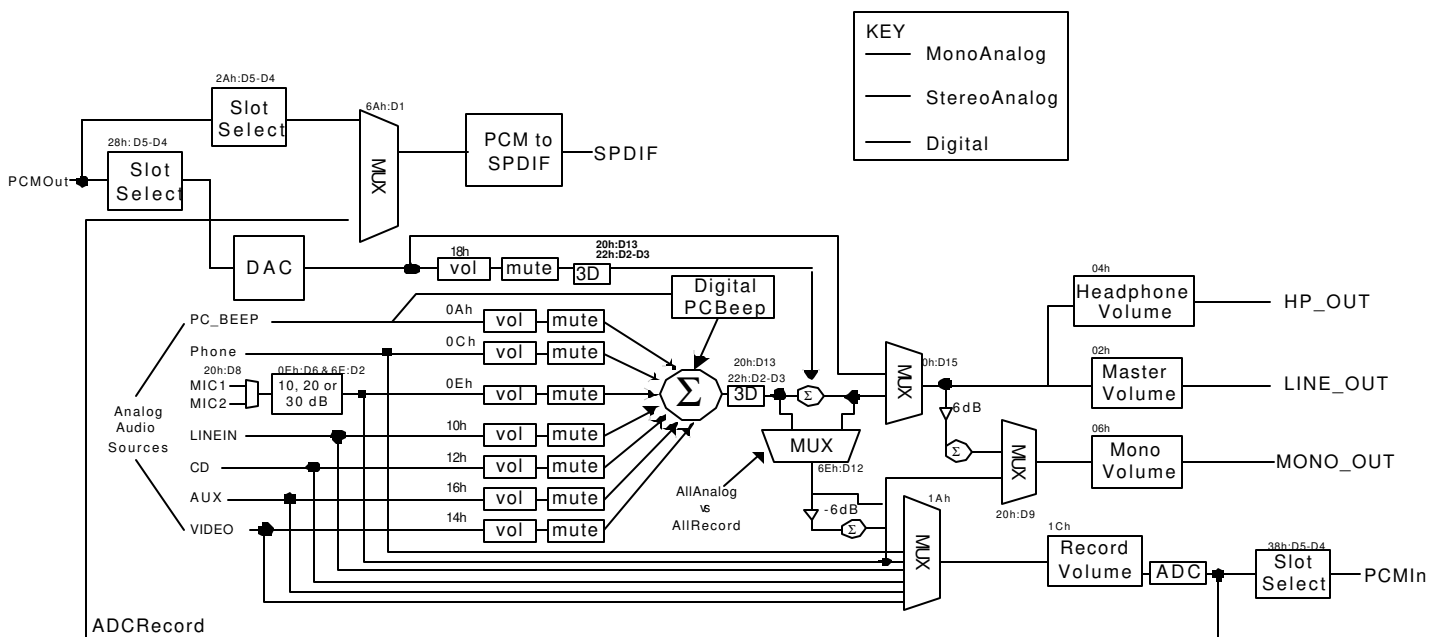 KEY
MonoAnalog
StereoAnalog
Digital
2Ah:D5-D4
Slot
Select
6Ah:D1
MUX
PCM to
SPDIF
SPDIF
28h: D5-D4
Slot
Select
PCMOut
DAC
18h
vol
mute
20h:D13
22h:D2-D3
3D
Digital
PCBeep
04h
Headphone
Volume
HP_OUT
PC_BEEP
0Ah
vol
mute
Phone
0Ch
vol
mute
20h:D8
MIC1
MIC2
0Eh:D6 & 6E:D2
10, 20 or
30 dB
0Eh
vol
mute
Σ
20h:D13
22h:D2-D3
3D
Σ
MUX
0h:D15
02h
Master
Volume
LINE_OUT
Analog
Audio
Sources
LINEIN
10h
vol
mute
MUX
6Eh:D12
6dB
Σ
MUX
20h:D9
06h
Mono
Volume
MONO_OUT
CD
12h
vol
mute
AUX
16h
vol
mute
AllAnalog
vs
AllRecord
-6dB
Σ
1Ah
MUX
VIDEO
14h
vol
mute
1Ch
Record
Volume
ADC
38h:D5-D4
Slot
Select
PCMIn
ADCRecord